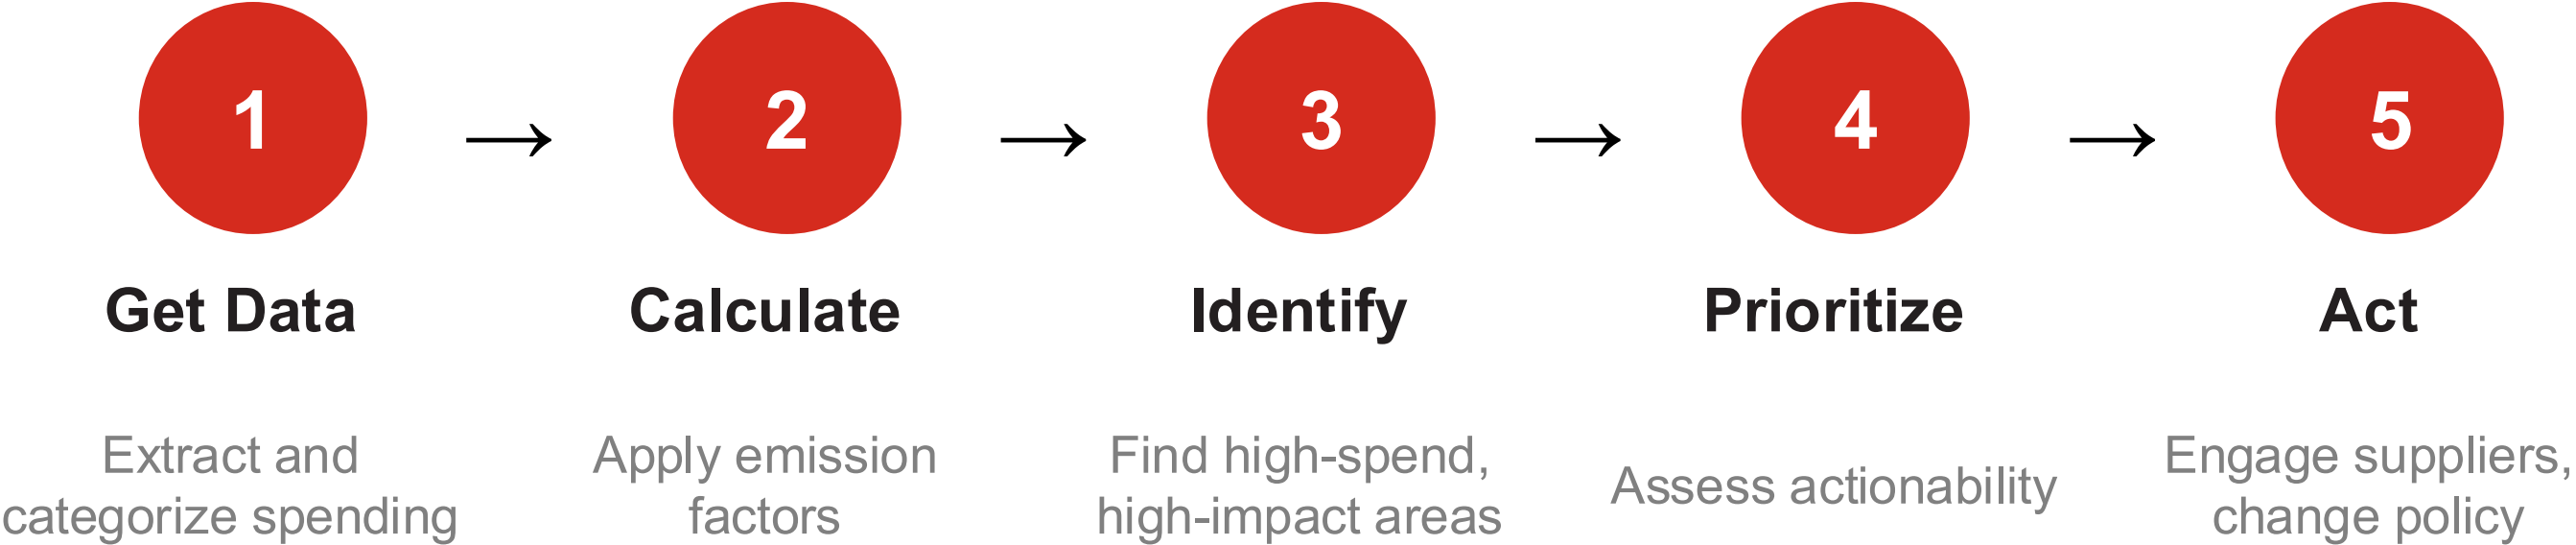 1 → 2 → 3 → 4 → 5
Get Data
Calculate
Identify
Prioritize
Act
Extract and
categorize spending
Apply emission
factors
Find high-spend,
high-impact areas
Assess actionability
Engage suppliers,
change policy